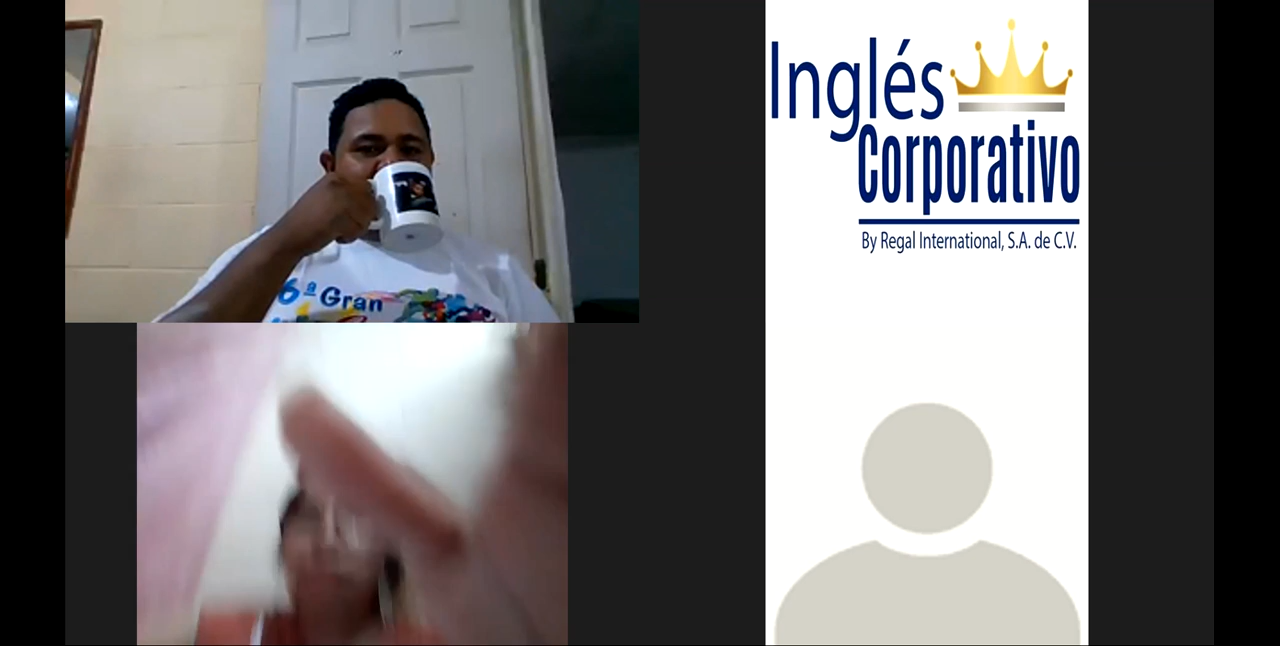 Inglés
Corporativo
By Regal International, S.A. de C.V.
6ª Gran